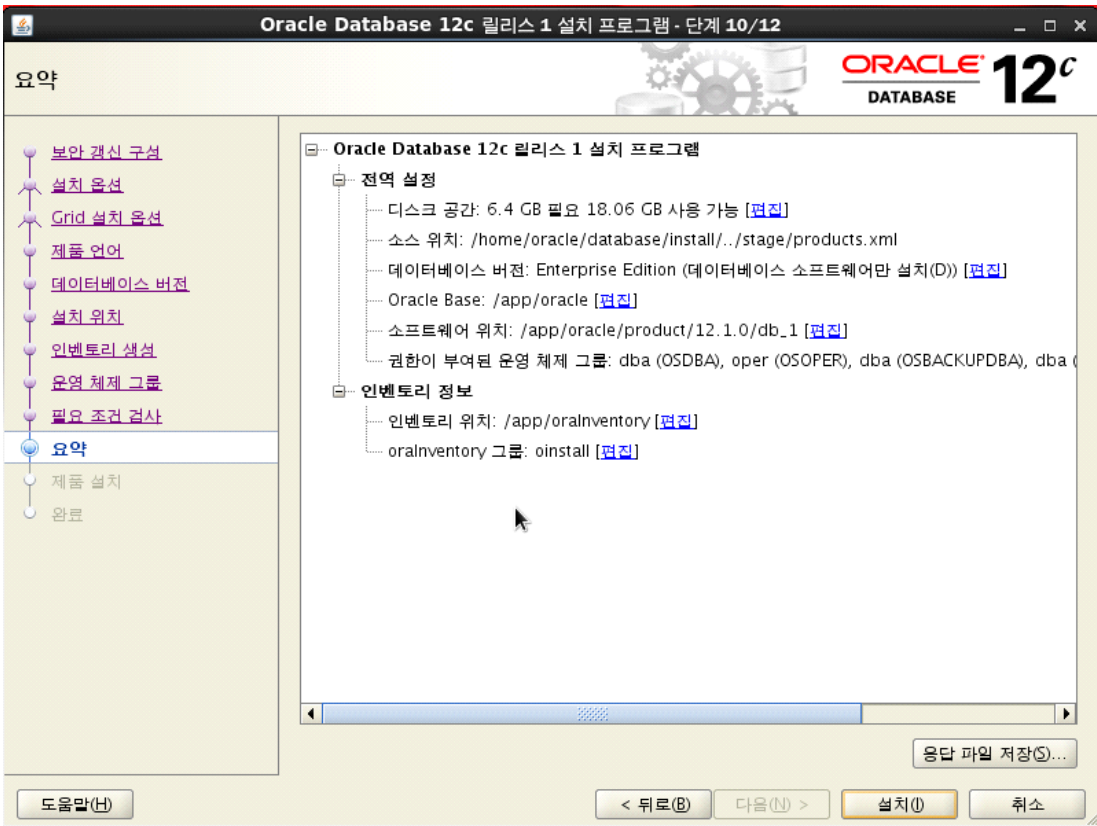 Oracle Database 12c 릴리스 1 설치 프로그램 - 단계 10/12
요약
ORACLE
DATABASE
12c
보안 갱신 구성
설치 옵션
Grid 설치 옵션
제품 언어
데이터베이스 버전
설치 위치
인벤토리 생성
운영 체제 그룹
필요 조건 검사
요약
제품 설치
완료
Oracle Database 12c 릴리스 1 설치 프로그램
전역 설정
디스크 공간: 6.4 GB 필요 18.06 GB 사용 가능 [편집]
소스 위치: /home/oracle/database/install/../stage/products.xml
데이터베이스 버전: Enterprise Edition (데이터베이스 소프트웨어만 설치(D)) [편집]
Oracle Base: /app/oracle [편집]
소프트웨어 위치: /app/oracle/product/12.1.0/db_1 [편집]
권한이 부여된 운영 체제 그룹: dba (OSDBA), oper (OSOPER), dba (OSBACKUPDBA), dba (
인벤토리 정보
인벤토리 위치: /app/oraInventory [편집]
oraInventory 그룹: oinstall [편집]
응답 파일 저장(S)...
도움말(H)
< 뒤로(B)
다음(N) >
설치(I)
취소